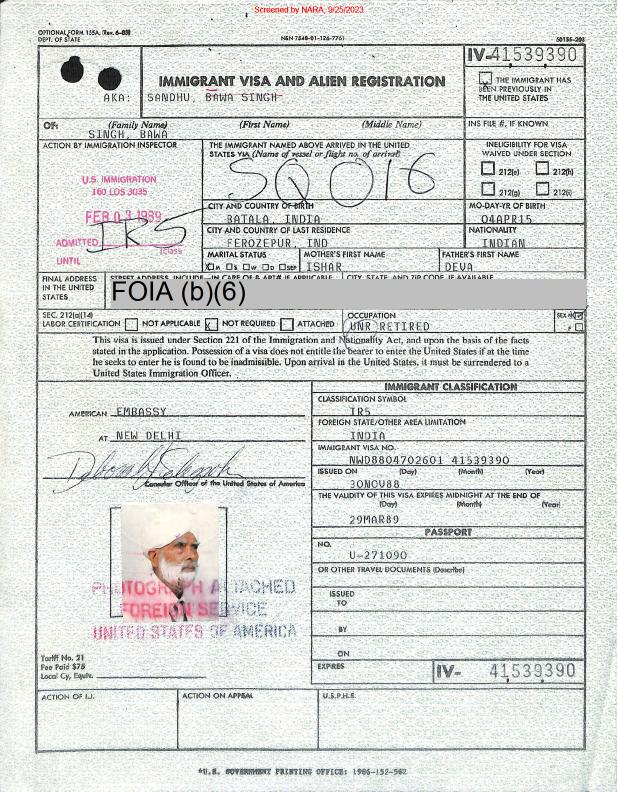 Screened by NARA, 9/25/2023
OPTIONAL FORM 155A, (Rev. 6-83)
DEPT. OF STATE
NSN 7540-01-126-7761
50155-203
IV-41539390
IMMIGRANT VISA AND ALIEN REGISTRATION
AKA: SANDHU, BAWA SINGH
THE IMMIGRANT HAS
BEEN PREVIOUSLY IN
THE UNITED STATES
OF: (Family Name) (First Name) (Middle Name)
SINGH, BAWA
INS FILE #, IF KNOWN
ACTION BY IMMIGRATION INSPECTOR
U.S. IMMIGRATION
160 LOS 3035
FEB 03 1989
ADMITTED IR5
CLASS
UNTIL
THE IMMIGRANT NAMED ABOVE ARRIVED IN THE UNITED
STATES VIA (Name of vessel or flight no. of arrival)
SQ 016
INELIGIBILITY FOR VISA
WAIVED UNDER SECTION
212(e) 212(h)
212(g) 212(i)
CITY AND COUNTRY OF BIRTH
BATALA, INDIA
MO-DAY-YR OF BIRTH
04APR15
CITY AND COUNTRY OF LAST RESIDENCE
FEROZEPUR, IND
NATIONALITY
INDIAN
MARITAL STATUS
M S W D SEP
MOTHER'S FIRST NAME
ISHAR
FATHER'S FIRST NAME
DEVA
FINAL ADDRESS
IN THE UNITED
STATES
STREET ADDRESS, INCLUDE IN CARE OF & APT# IF APPLICABLE
CITY, STATE, AND ZIP CODE, IF AVAILABLE
FOIA (b)(6)
SEC. 212(a)(14)
LABOR CERTIFICATION NOT APPLICABLE X NOT REQUIRED ATTACHED
OCCUPATION
UNR RETIRED
SEX M
F
This visa is issued under Section 221 of the Immigration and Nationality Act, and upon the basis of the facts
stated in the application. Possession of a visa does not entitle the bearer to enter the United States if at the time
he seeks to enter he is found to be inadmissible. Upon arrival in the United States, it must be surrendered to a
United States Immigration Officer.
AMERICAN EMBASSY
AT NEW DELHI
Consular Officer of the United States of America
PHOTOGRAPH ATTACHED
FOREIGN SERVICE
UNITED STATES OF AMERICA
Tariff No. 21
Fee Paid $75
Local Cy, Equiv.
IMMIGRANT CLASSIFICATION
CLASSIFICATION SYMBOL
IR5
FOREIGN STATE/OTHER AREA LIMITATION
INDIA
IMMIGRANT VISA NO.
NWD8804702601 41539390
ISSUED ON (Day) (Month) (Year)
30NOV88
THE VALIDITY OF THIS VISA EXPIRES MIDNIGHT AT THE END OF
(Day) (Month) (Year)
29MAR89
PASSPORT
NO.
U-271090
OR OTHER TRAVEL DOCUMENTS (Describe)
ISSUED
TO
BY
ON
EXPIRES
IV- 41539390
ACTION OF I.J.
ACTION ON APPEAL
U.S.P.H.S.
*U.S. GOVERNMENT PRINTING OFFICE: 1986-152-562